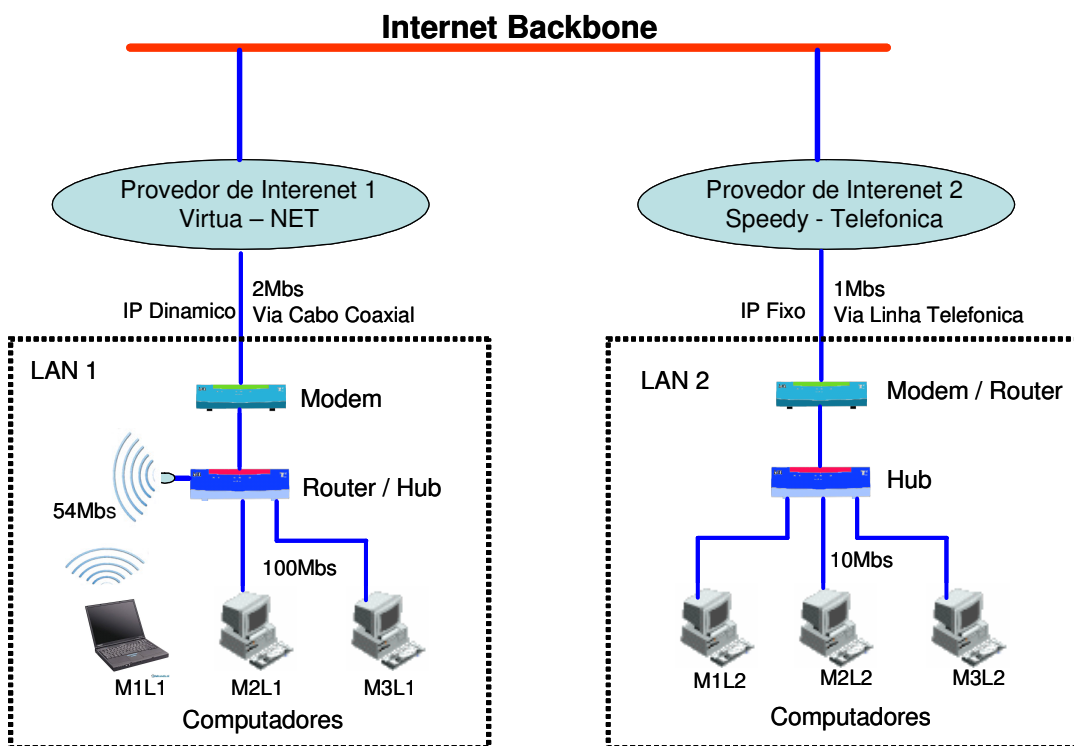 Internet Backbone
Provedor de Interenet 1
Virtua – NET
Provedor de Interenet 2
Speedy - Telefonica
IP Dinamico
2Mbs
Via Cabo Coaxial
IP Fixo
1Mbs
Via Linha Telefonica
LAN 1
Modem
Router / Hub
54Mbs
100Mbs
M1L1
M2L1
M3L1
Computadores
LAN 2
Modem / Router
Hub
10Mbs
M1L2
M2L2
M3L2
Computadores